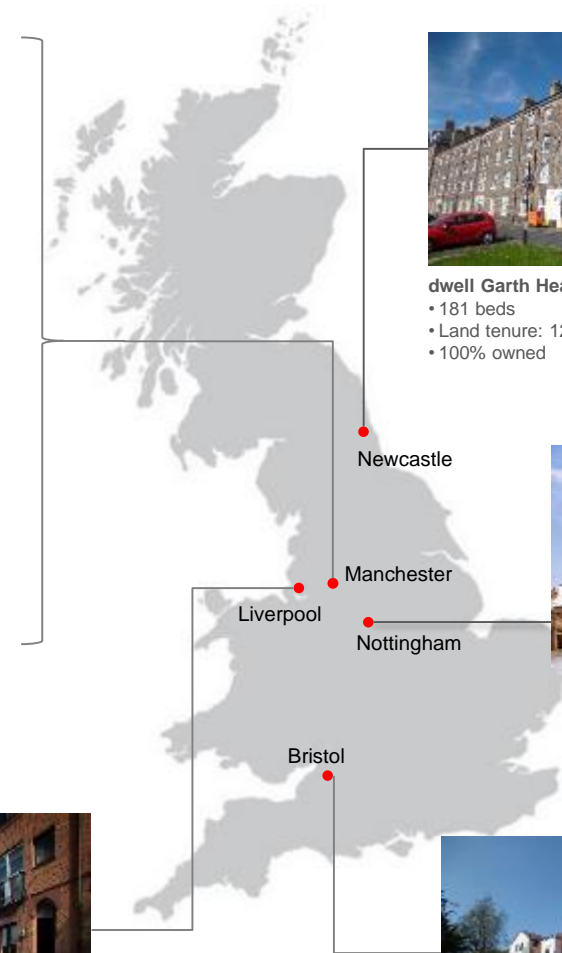 dwell Garth Hea
• 181 beds
• Land tenure: 12
• 100% owned
Newcastle
Manchester
Liverpool
Nottingham
Bristol